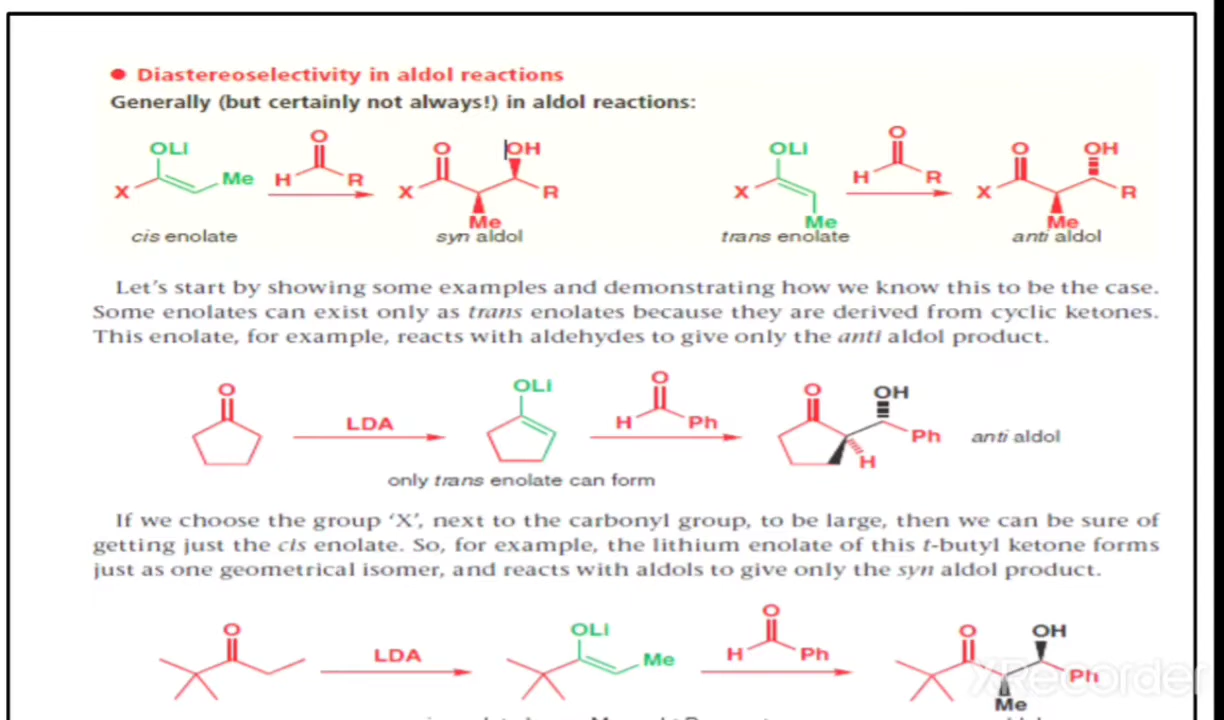 ● Diastereoselectivity in aldol reactions
Generally (but certainly not always!) in aldol reactions:
OLi Me X
O H R
O OH X R Me
OLi X Me
O H R
O OH X R Me
cis enolate
syn aldol
trans enolate
anti aldol
Let's start by showing some examples and demonstrating how we know this to be the case.
Some enolates can exist only as trans enolates because they are derived from cyclic ketones.
This enolate, for example, reacts with aldehydes to give only the anti aldol product.
O
LDA
OLi
O H Ph
O OH Ph H
anti aldol
only trans enolate can form
If we choose the group 'X', next to the carbonyl group, to be large, then we can be sure of
getting just the cis enolate. So, for example, the lithium enolate of this t-butyl ketone forms
just as one geometrical isomer, and reacts with aldols to give only the syn aldol product.
O
LDA
OLi Me
O H Ph
O OH Ph Me
XRecorder